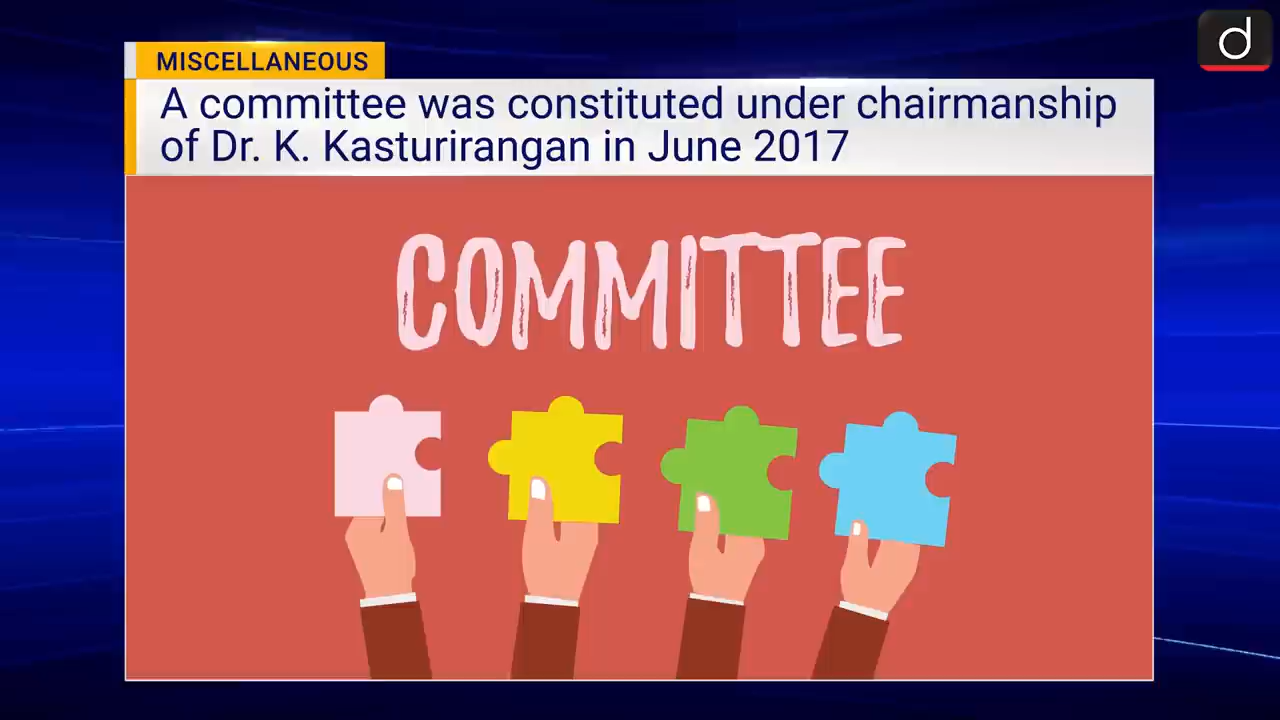 d
MISCELLANEOUS
A committee was constituted under chairmanship
of Dr. K. Kasturirangan in June 2017
COMMITTEE